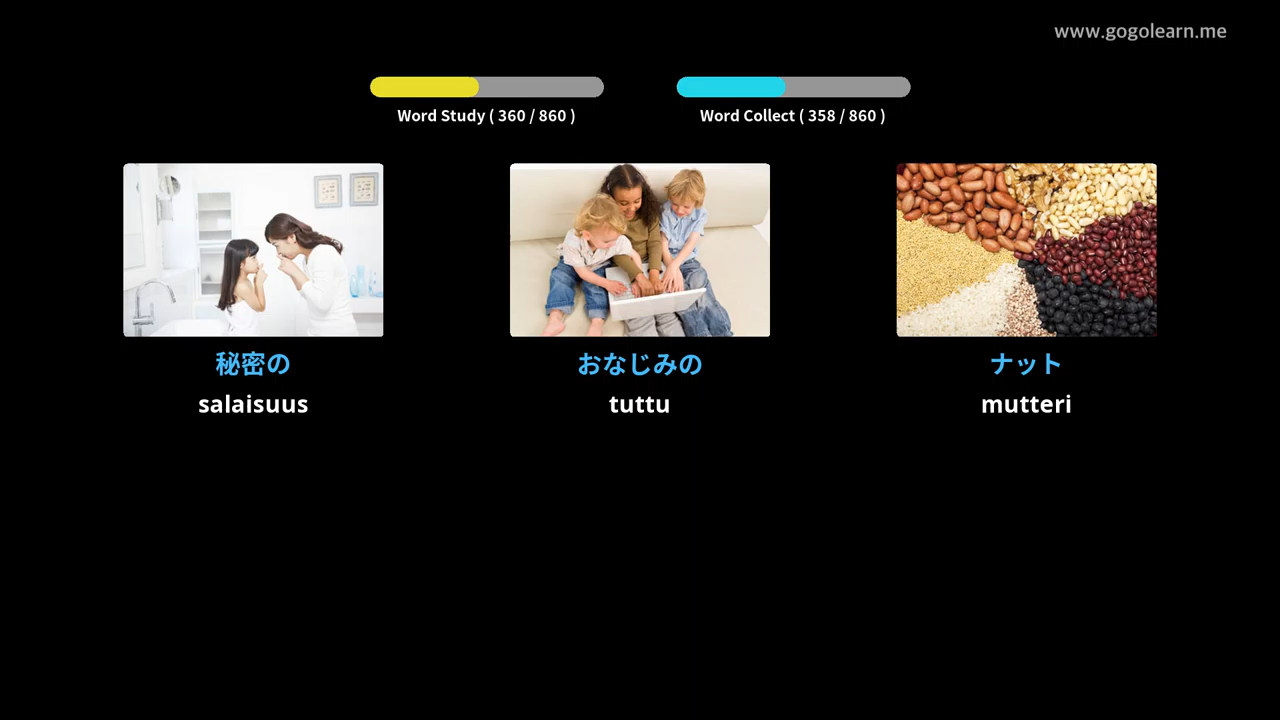 www.gogolearn.me
Word Study ( 360 / 860 )
Word Collect ( 358 / 860 )
秘密の
salaisuus
おなじみの
tuttu
ナット
mutteri